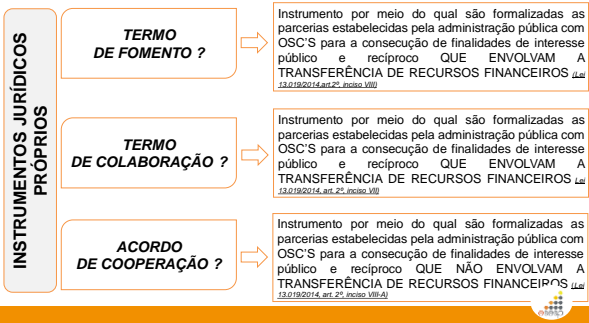 INSTRUMENTOS JURÍDICOS
PRÓPRIOS
TERMO
DE FOMENTO ?
Instrumento por meio do qual são formalizadas as
parcerias estabelecidas pela administração pública com
OSC'S para a consecução de finalidades de interesse
público e recíproco QUE ENVOLVAM A
TRANSFERÊNCIA DE RECURSOS FINANCEIROS (Lei
13.019/2014,art.2º, inciso VIII)
TERMO
DE COLABORAÇÃO ?
Instrumento por meio do qual são formalizadas as
parcerias estabelecidas pela administração pública com
OSC'S para a consecução de finalidades de interesse
público e recíproco QUE ENVOLVAM A
TRANSFERÊNCIA DE RECURSOS FINANCEIROS (Lei
13.019/2014, art. 2º, inciso VII)
ACORDO
DE COOPERAÇÃO ?
Instrumento por meio do qual são formalizadas as
parcerias estabelecidas pela administração pública com
OSC'S para a consecução de finalidades de interesse
público e recíproco QUE NÃO ENVOLVAM A
TRANSFERÊNCIA DE RECURSOS FINANCEIROS (Lei
13.019/2014, art. 2º, inciso VIII-A)